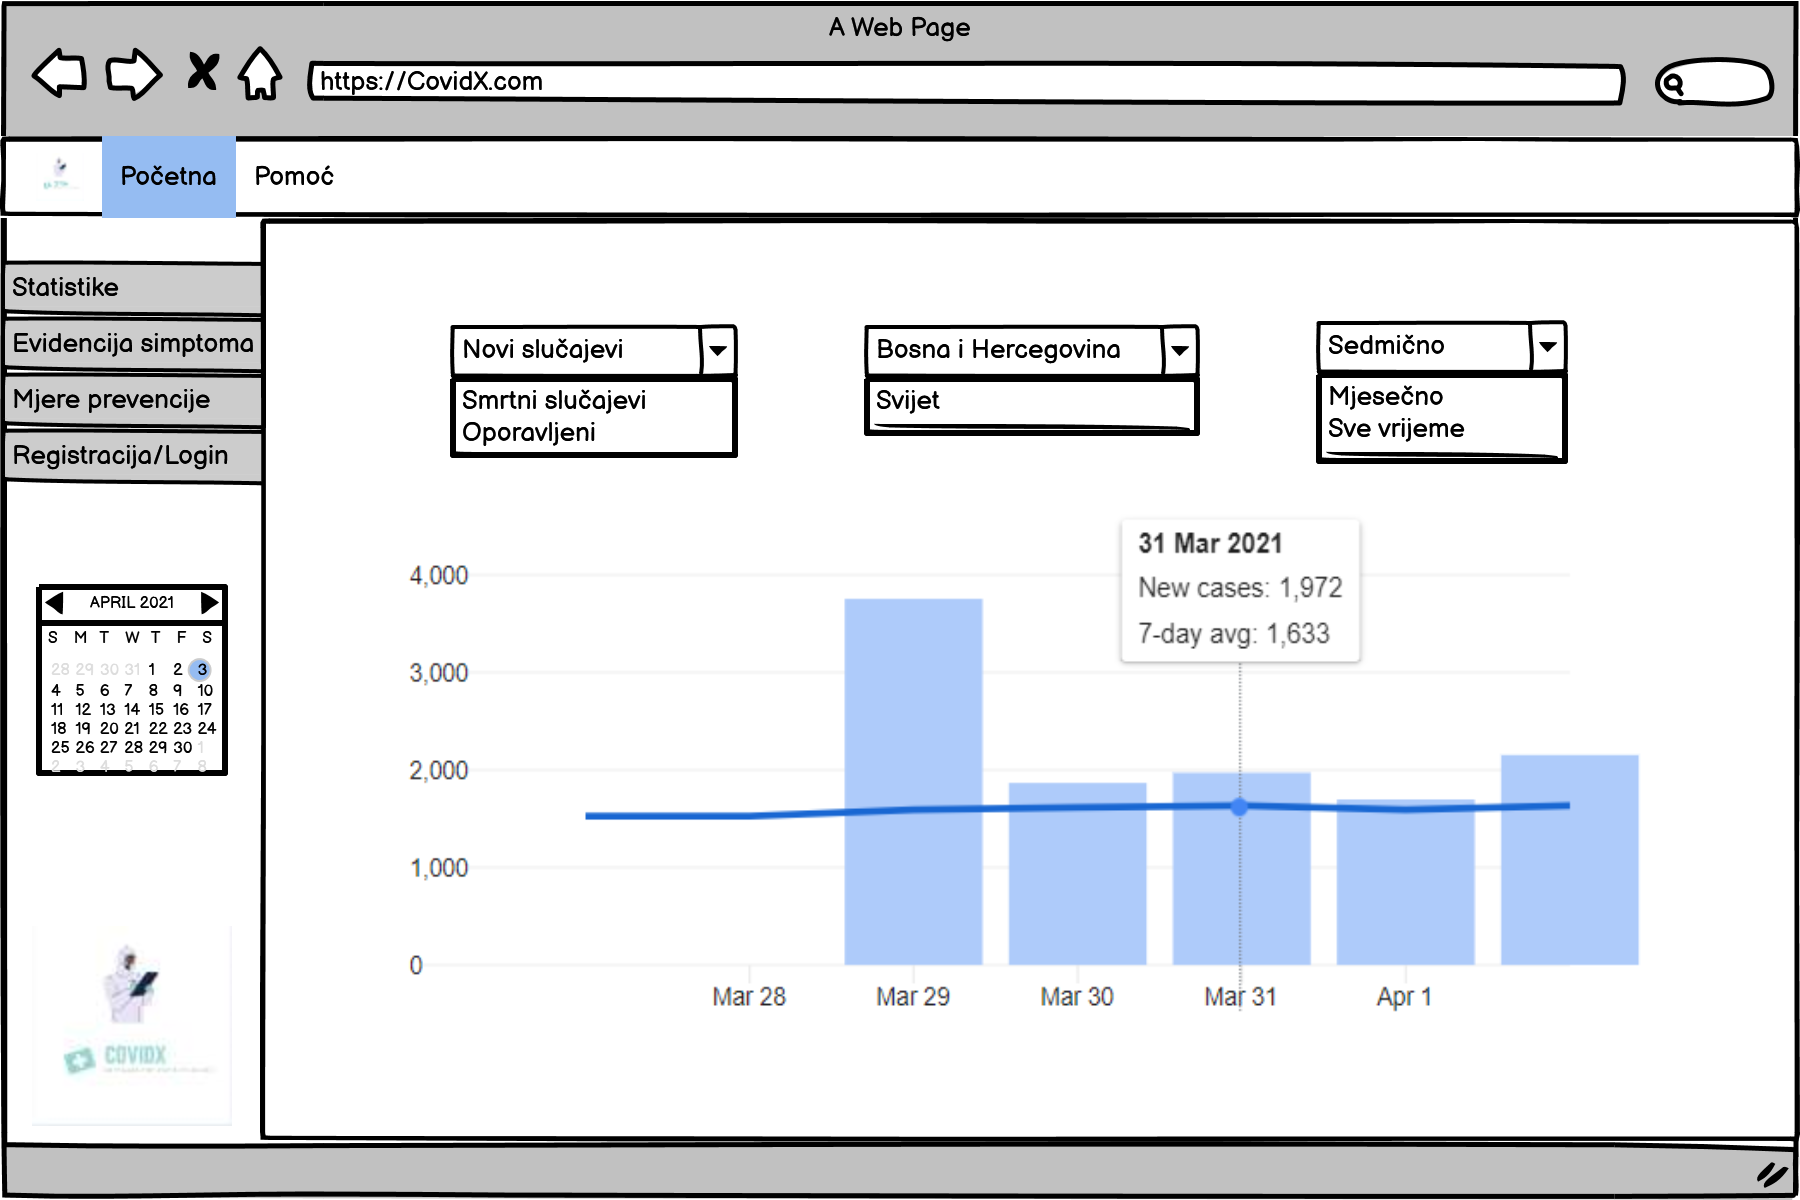 A Web Page
https://CovidX.com
Početna
Pomoć
Statistike
Evidencija simptoma
Mjere prevencije
Registracija/Login
Novi slučajevi
Smrtni slučajevi
Oporavljeni
Bosna i Hercegovina
Svijet
Sedmično
Mjesečno
Sve vrijeme
APRIL 2021
S M T W T F S
28 29 30 31 1 2 3
4 5 6 7 8 9 10
11 12 13 14 15 16 17
18 19 20 21 22 23 24
25 26 27 28 29 30 1
2 3 4 5 6 7 8
31 Mar 2021
New cases: 1,972
7-day avg: 1,633
4,000
3,000
2,000
1,000
0
Mar 28 Mar 29 Mar 30 Mar 31 Apr 1
COVIDX